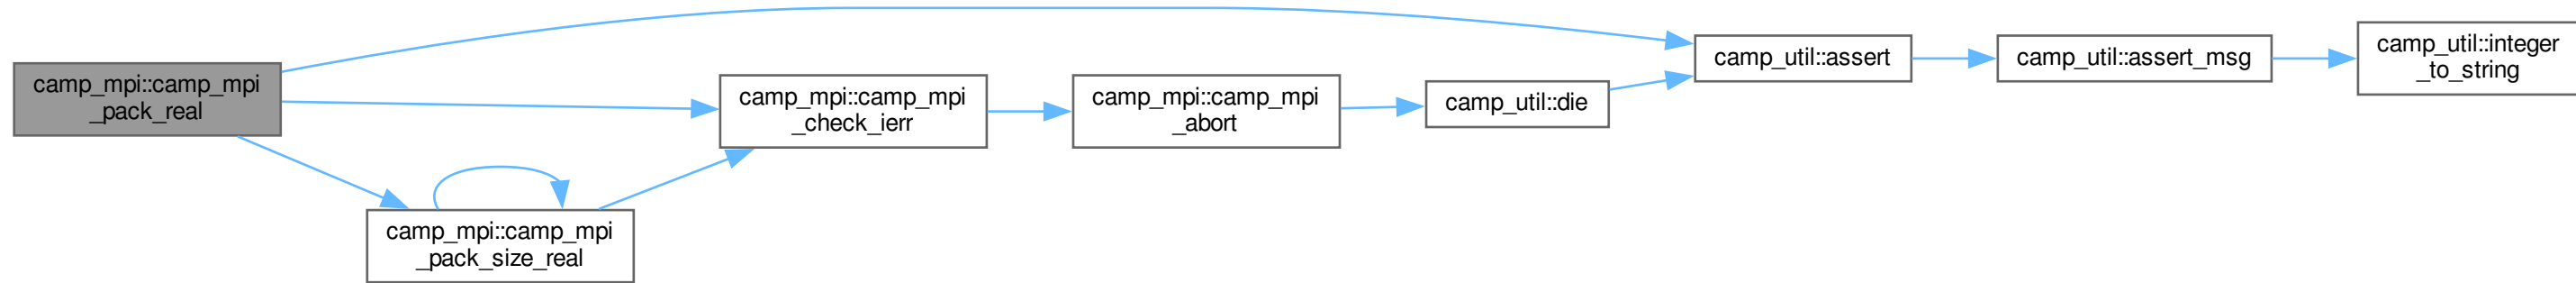 camp_mpi::camp_mpi
_pack_real
camp_mpi::camp_mpi
_pack_size_real
camp_mpi::camp_mpi
_check_ierr
camp_mpi::camp_mpi
_abort
camp_util::die
camp_util::assert
camp_util::assert_msg
camp_util::integer
_to_string